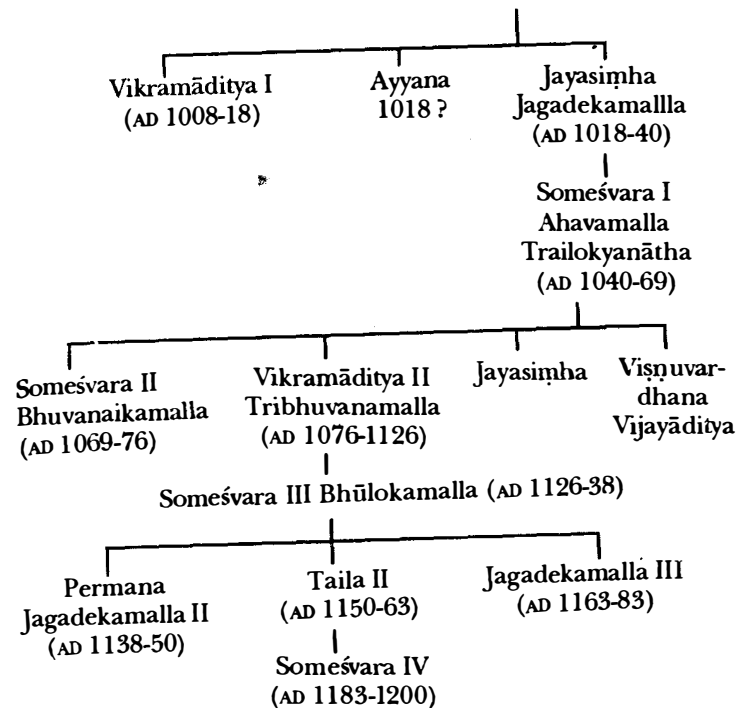 Vikramāditya I
(AD 1008-18)
Ayyana
1018 ?
Jayasiṃha
Jagadekamallla
(AD 1018-40)
Someśvara I
Ahavamalla
Trailokyanātha
(AD 1040-69)
Someśvara II
Bhuvanaikamalla
(AD 1069-76)
Vikramāditya II
Tribhuvanamalla
(AD 1076-1126)
Jayasiṃha
Viṣṇuvar-
dhana
Vijayāditya
Someśvara III Bhūlokamalla (AD 1126-38)
Permana
Jagadekamalla II
(AD 1138-50)
Taila II
(AD 1150-63)
Jagadekamalla III
(AD 1163-83)
Someśvara IV
(AD 1183-1200)